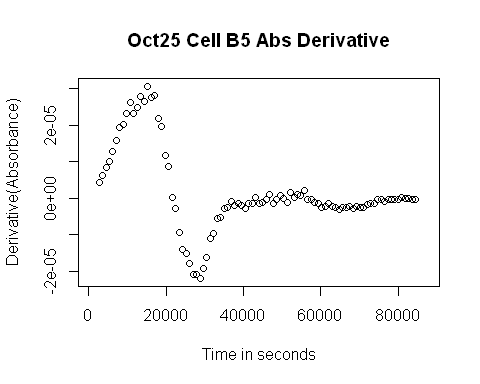 Oct25 Cell B5 Abs Derivative
Derivative(Absorbance)
2e-05
0e+00
-2e-05
0 20000 40000 60000 80000
Time in seconds